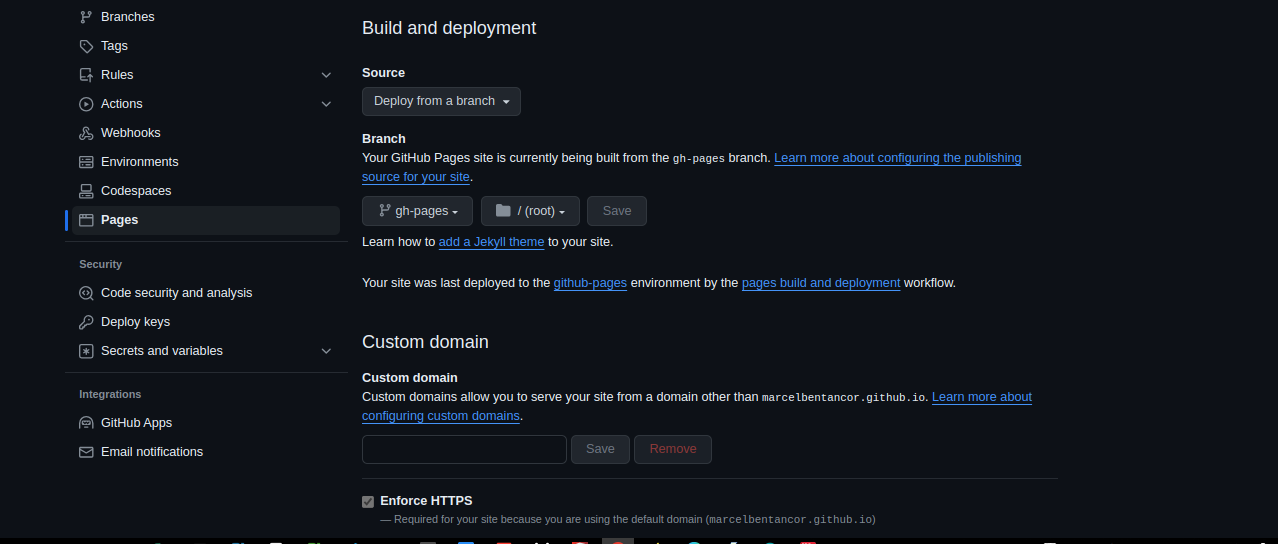 Branches
Tags
Rules
Actions
Webhooks
Environments
Codespaces
Pages
Security
Code security and analysis
Deploy keys
Secrets and variables
Integrations
GitHub Apps
Email notifications
Build and deployment
Source
Deploy from a branch
Branch
Your GitHub Pages site is currently being built from the gh-pages branch. Learn more about configuring the publishing
source for your site.
gh-pages / (root) Save
Learn how to add a Jekyll theme to your site.
Your site was last deployed to the github-pages environment by the pages build and deployment workflow.
Custom domain
Custom domain
Custom domains allow you to serve your site from a domain other than marcelbentancor.github.io. Learn more about
configuring custom domains.
Save Remove
Enforce HTTPS
— Required for your site because you are using the default domain (marcelbentancor.github.io)